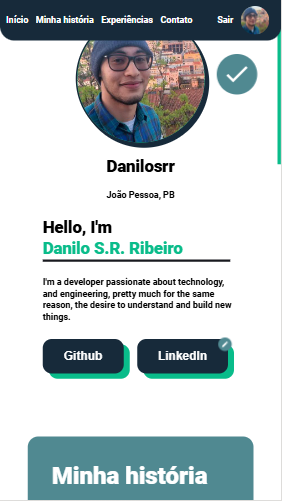 Início Minha história Experiências Contato Sair
Danilosrr
João Pessoa, PB
Hello, I'm
Danilo S.R. Ribeiro
I'm a developer passionate about technology,
and engineering, pretty much for the same
reason, the desire to understand and build new
things.
Github LinkedIn
Minha história